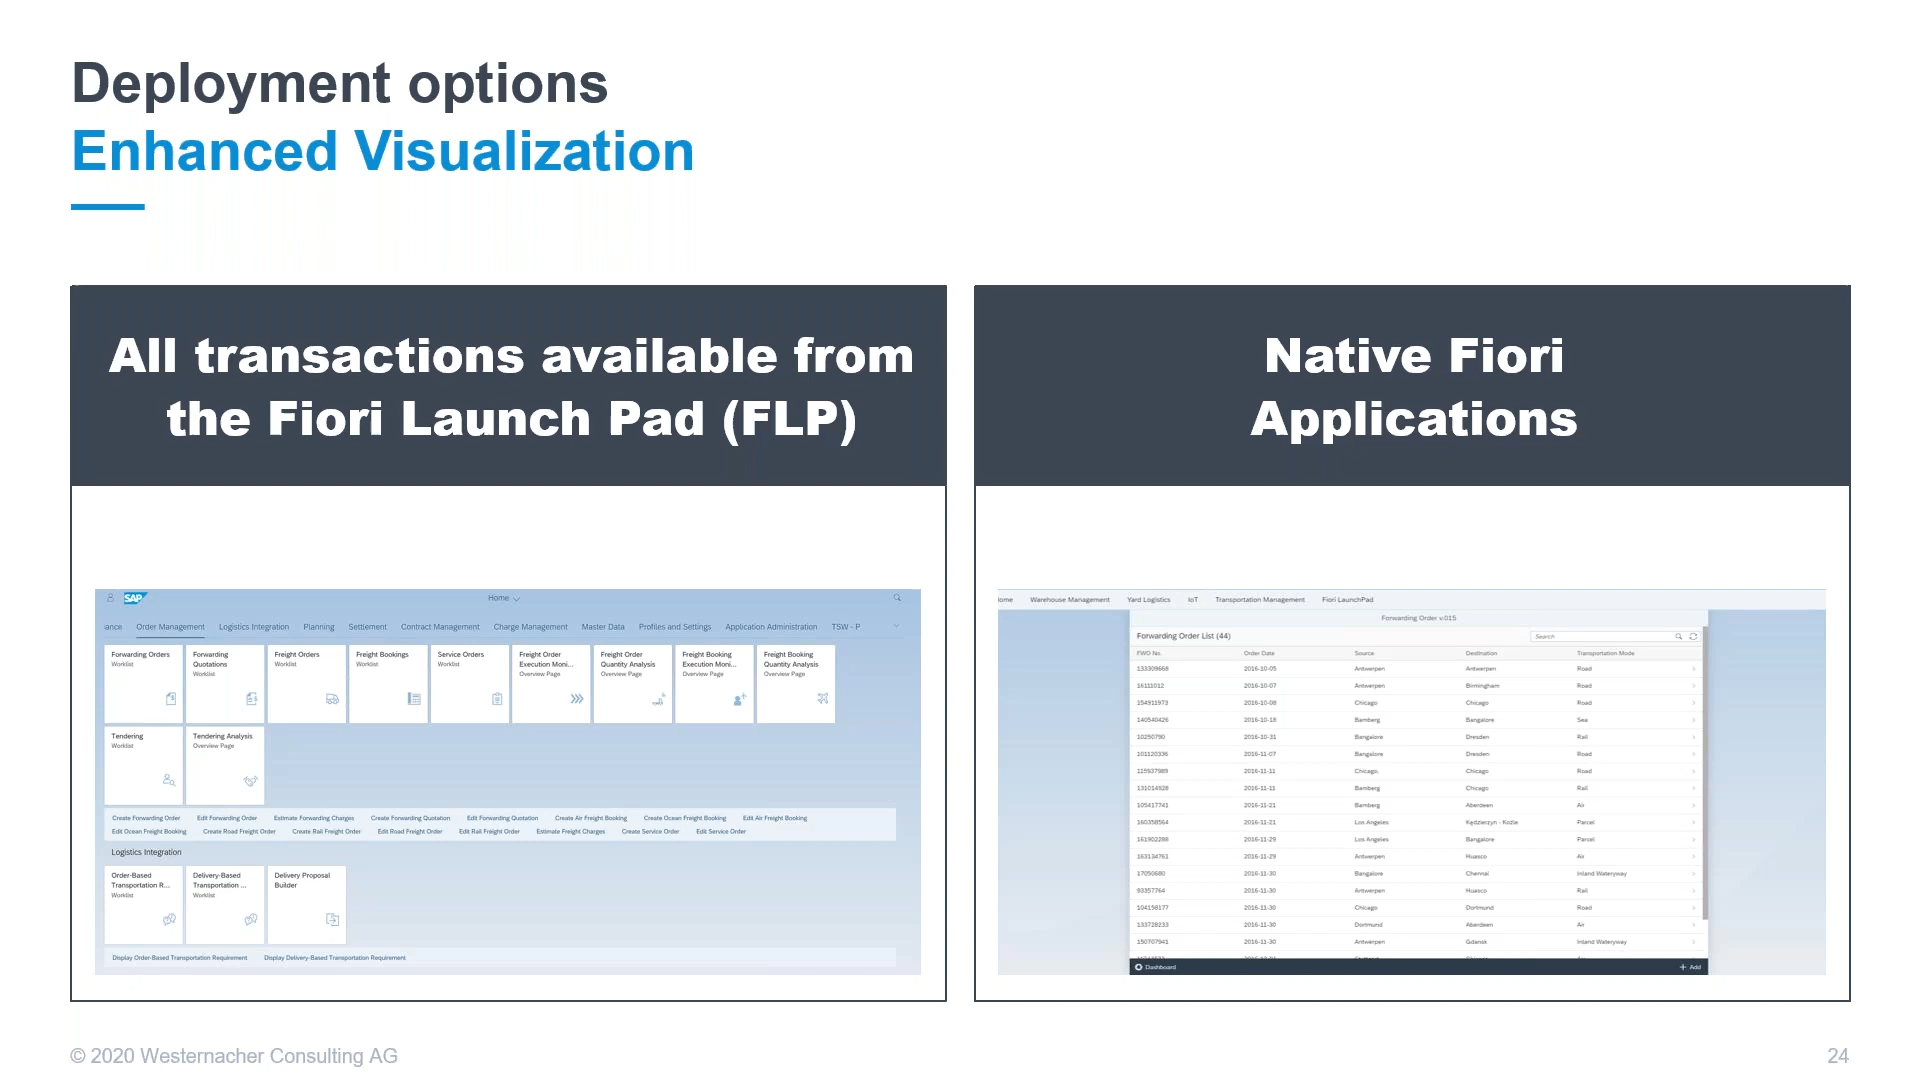 Deployment options
Enhanced Visualization
All transactions available from
the Fiori Launch Pad (FLP)
SAP
Home
ance Order Management Logistics Integration Planning Settlement Contract Management Charge Management Master Data Profiles and Settings Application Administration TSW - P
Forwarding Orders
Worklist
Forwarding
Quotations
Worklist
Freight Orders
Worklist
Freight Bookings
Worklist
Service Orders
Worklist
Freight Order
Execution Moni...
Overview Page
Freight Order
Quantity Analysis
Overview Page
Freight Booking
Execution Moni...
Overview Page
Freight Booking
Quantity Analysis
Overview Page
Tendering
Worklist
Tendering Analysis
Overview Page
Create Forwarding Order Edit Forwarding Order Estimate Forwarding Charges Create Forwarding Quotation Edit Forwarding Quotation Create Air Freight Booking Create Ocean Freight Booking Edit Air Freight Booking
Edit Ocean Freight Booking Create Road Freight Order Create Rail Freight Order Edit Road Freight Order Edit Rail Freight Order Estimate Freight Charges Create Service Order Edit Service Order
Logistics Integration
Order-Based
Transportation R...
Worklist
Delivery-Based
Transportation ...
Worklist
Delivery Proposal
Builder
Display Order-Based Transportation Requirement Display Delivery-Based Transportation Requirement
Native Fiori
Applications
ome Warehouse Management Yard Logistics IoT Transportation Management Fiori LaunchPad
Forwarding Order v.015
Forwarding Order List (44) Search
FWO No. Order Date Source Destination Transportation Mode
133309668 2016-10-05 Antwerpen Antwerpen Road
16111012 2016-10-07 Antwerpen Birmingham Road
154911973 2016-10-08 Chicago Chicago Road
140540426 2016-10-18 Bamberg Bangalore Sea
10250790 2016-10-31 Bangalore Dresden Rail
101120336 2016-11-07 Bangalore Dresden Road
115937989 2016-11-11 Chicago, Chicago Road
131014928 2016-11-11 Bamberg Chicago Rail
105417741 2016-11-21 Bamberg Aberdeen Air
160358564 2016-11-21 Los Angeles Kędzierzyn - Koźle Parcel
161902288 2016-11-29 Los Angeles Bangalore Parcel
163134761 2016-11-29 Antwerpen Huasco Air
17050680 2016-11-30 Bangalore Chennai Inland Waterway
93357764 2016-11-30 Antwerpen Huasco Rail
104158177 2016-11-30 Chicago Dortmund Road
133728233 2016-11-30 Dortmund Aberdeen Air
150707941 2016-11-30 Antwerpen Gdansk Inland Waterway
Dashboard + Add
© 2020 Westernacher Consulting AG
24